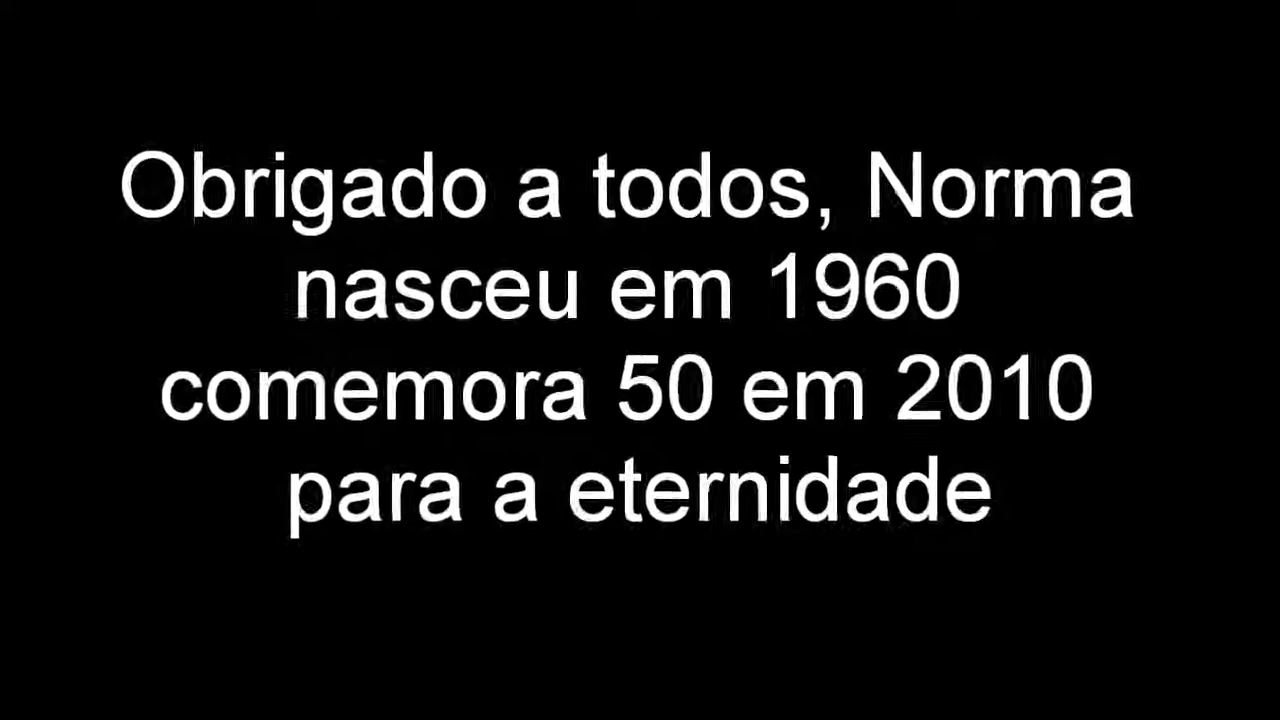 Obrigado a todos, Norma
nasceu em 1960
comemora 50 em 2010
para a eternidade